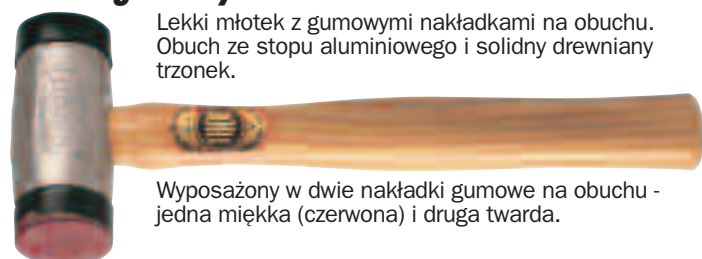 Lekki młotek z gumowymi nakładkami na obuchu.
Obuch ze stopu aluminiowego i solidny drewniany
trzonek.
Wyposażony w dwie nakładki gumowe na obuchu -
jedna miękka (czerwona) i druga twarda.